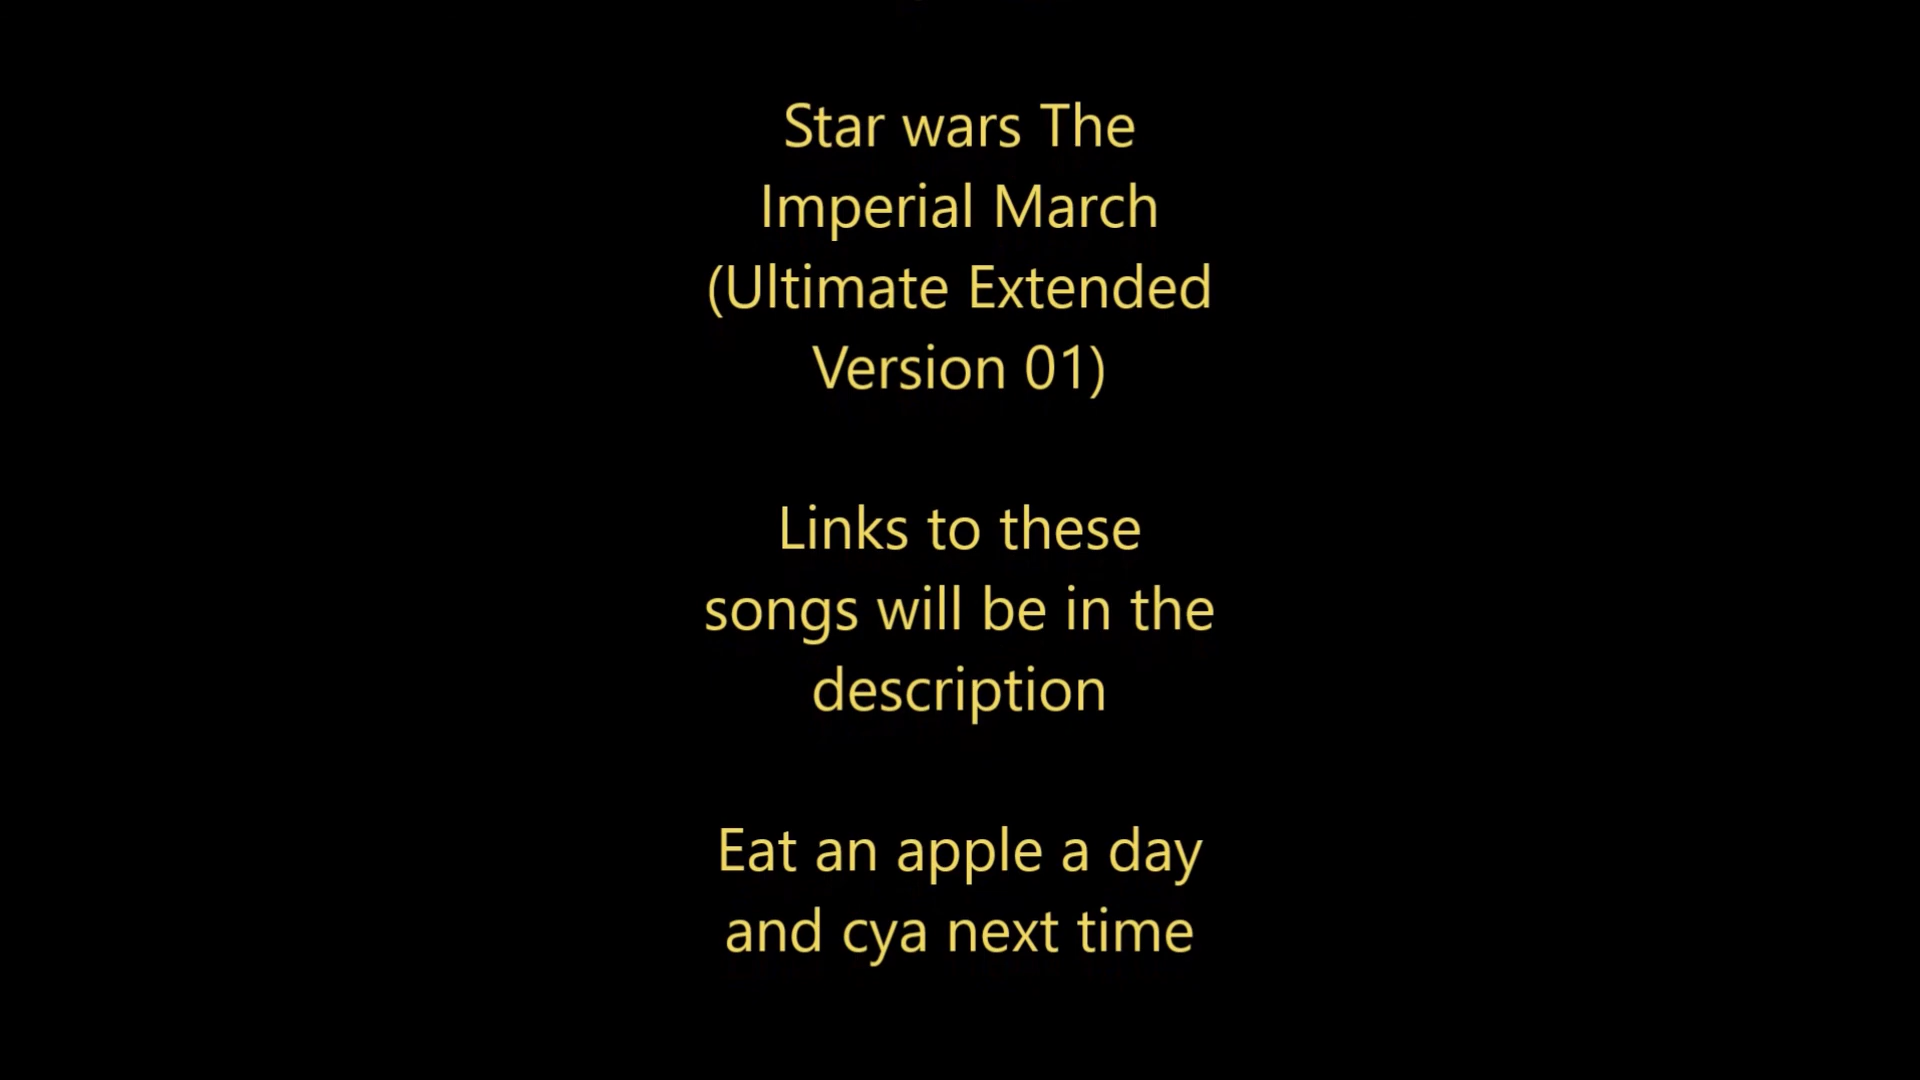 Star wars The
Imperial March
(Ultimate Extended
Version 01)
Links to these
songs will be in the
description
Eat an apple a day
and cya next time